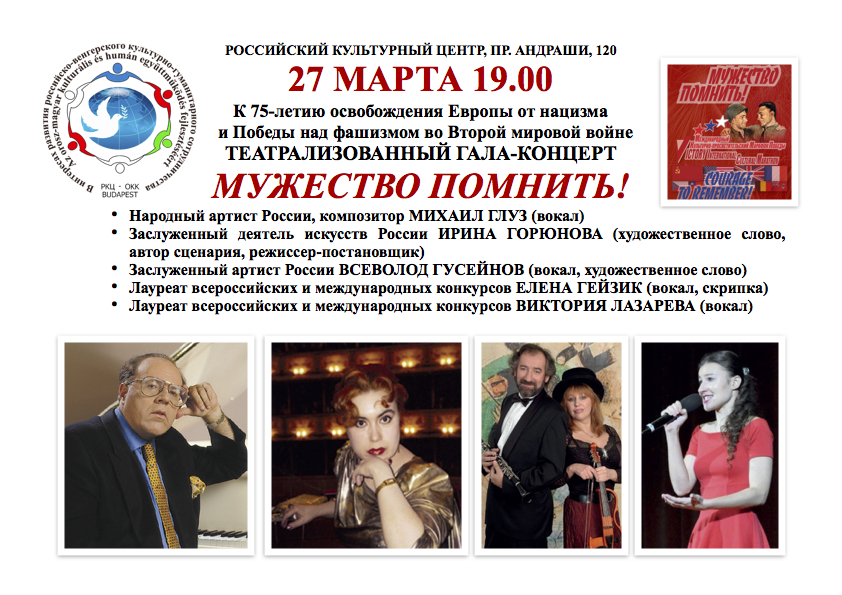 В интересах развития российско-венгерского культурно-гуманитарного сотрудничества
Az orosz-magyar kulturális és humán együttműködés fejlesztéséért
РКЦ - ОКК
BUDAPEST
РОССИЙСКИЙ КУЛЬТУРНЫЙ ЦЕНТР, ПР. АНДРАШИ, 120
27 МАРТА 19.00
К 75-летию освобождения Европы от нацизма
и Победы над фашизмом во Второй мировой войне
ТЕАТРАЛИЗОВАННЫЙ ГАЛА-КОНЦЕРТ
МУЖЕСТВО ПОМНИТЬ!
МУЖЕСТВО
ПОМНИТЬ!
COURAGE
TO REMEMBER!
• Народный артист России, композитор МИХАИЛ ГЛУЗ (вокал)
• Заслуженный деятель искусств России ИРИНА ГОРЮНОВА (художественное слово,
автор сценария, режиссер-постановщик)
• Заслуженный артист России ВСЕВОЛОД ГУСЕЙНОВ (вокал, художественное слово)
• Лауреат всероссийских и международных конкурсов ЕЛЕНА ГЕЙЗИК (вокал, скрипка)
• Лауреат всероссийских и международных конкурсов ВИКТОРИЯ ЛАЗАРЕВА (вокал)